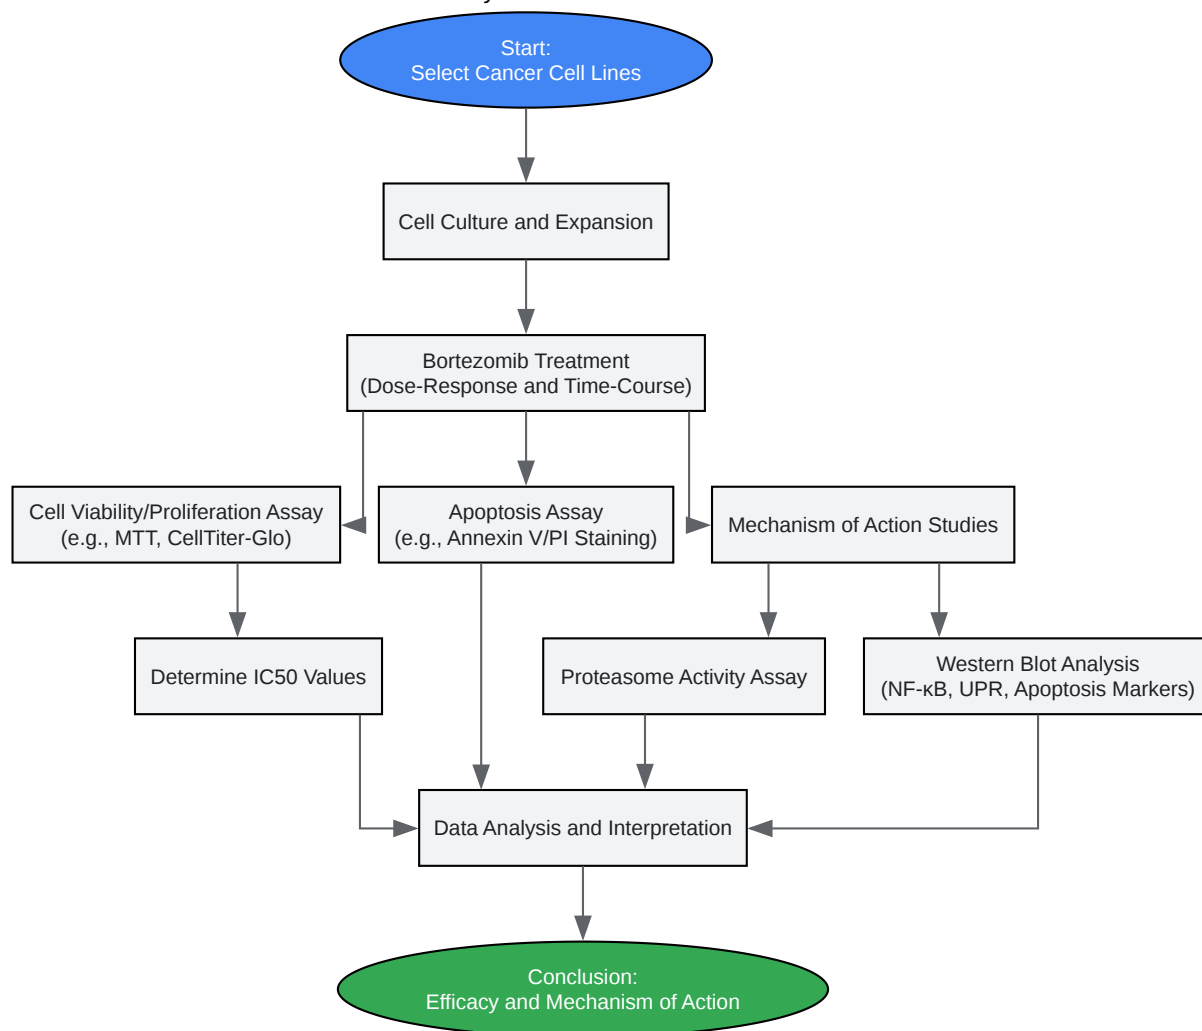 Start:
Select Cancer Cell Lines
Cell Culture and Expansion
Bortezomib Treatment
(Dose-Response and Time-Course)
Cell Viability/Proliferation Assay
(e.g., MTT, CellTiter-Glo)
Apoptosis Assay
(e.g., Annexin V/PI Staining)
Mechanism of Action Studies
Determine IC50 Values
Proteasome Activity Assay
Western Blot Analysis
(NF-κB, UPR, Apoptosis Markers)
Data Analysis and Interpretation
Conclusion:
Efficacy and Mechanism of Action